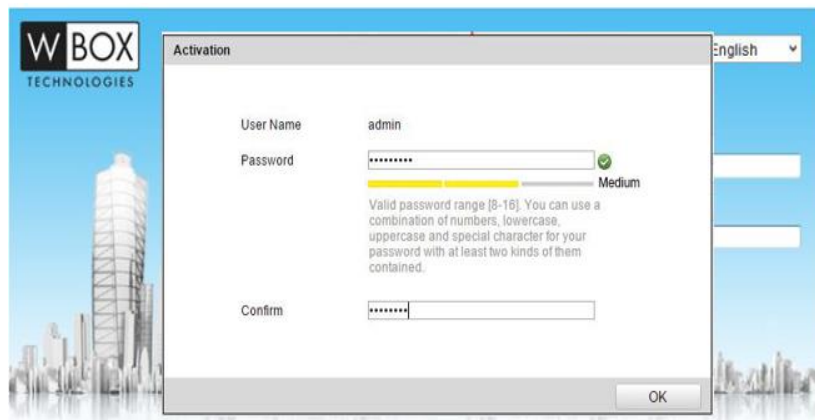 W BOX
TECHNOLOGIES
Activation
English
User Name admin
Password •••••••••
Medium
Valid password range [8-16]. You can use a
combination of numbers, lowercase,
uppercase and special character for your
password with at least two kinds of them
contained.
Confirm ••••••••
OK